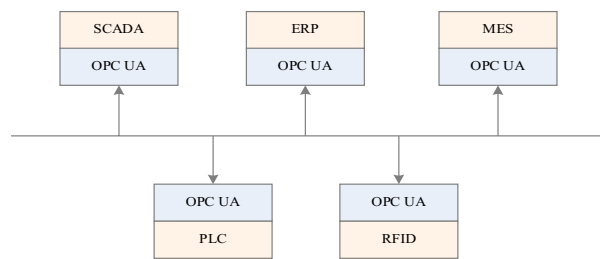 SCADA
ERP
MES
OPC UA
OPC UA
OPC UA
OPC UA
OPC UA
PLC
RFID